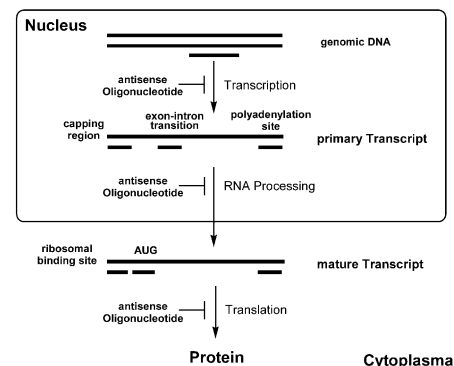 Nucleus
genomic DNA
antisense
Oligonucleotide
Transcription
capping
region
exon-intron
transition
polyadenylation
site
primary Transcript
antisense
Oligonucleotide
RNA Processing
ribosomal
binding site
AUG
mature Transcript
antisense
Oligonucleotide
Translation
Protein
Cytoplasma